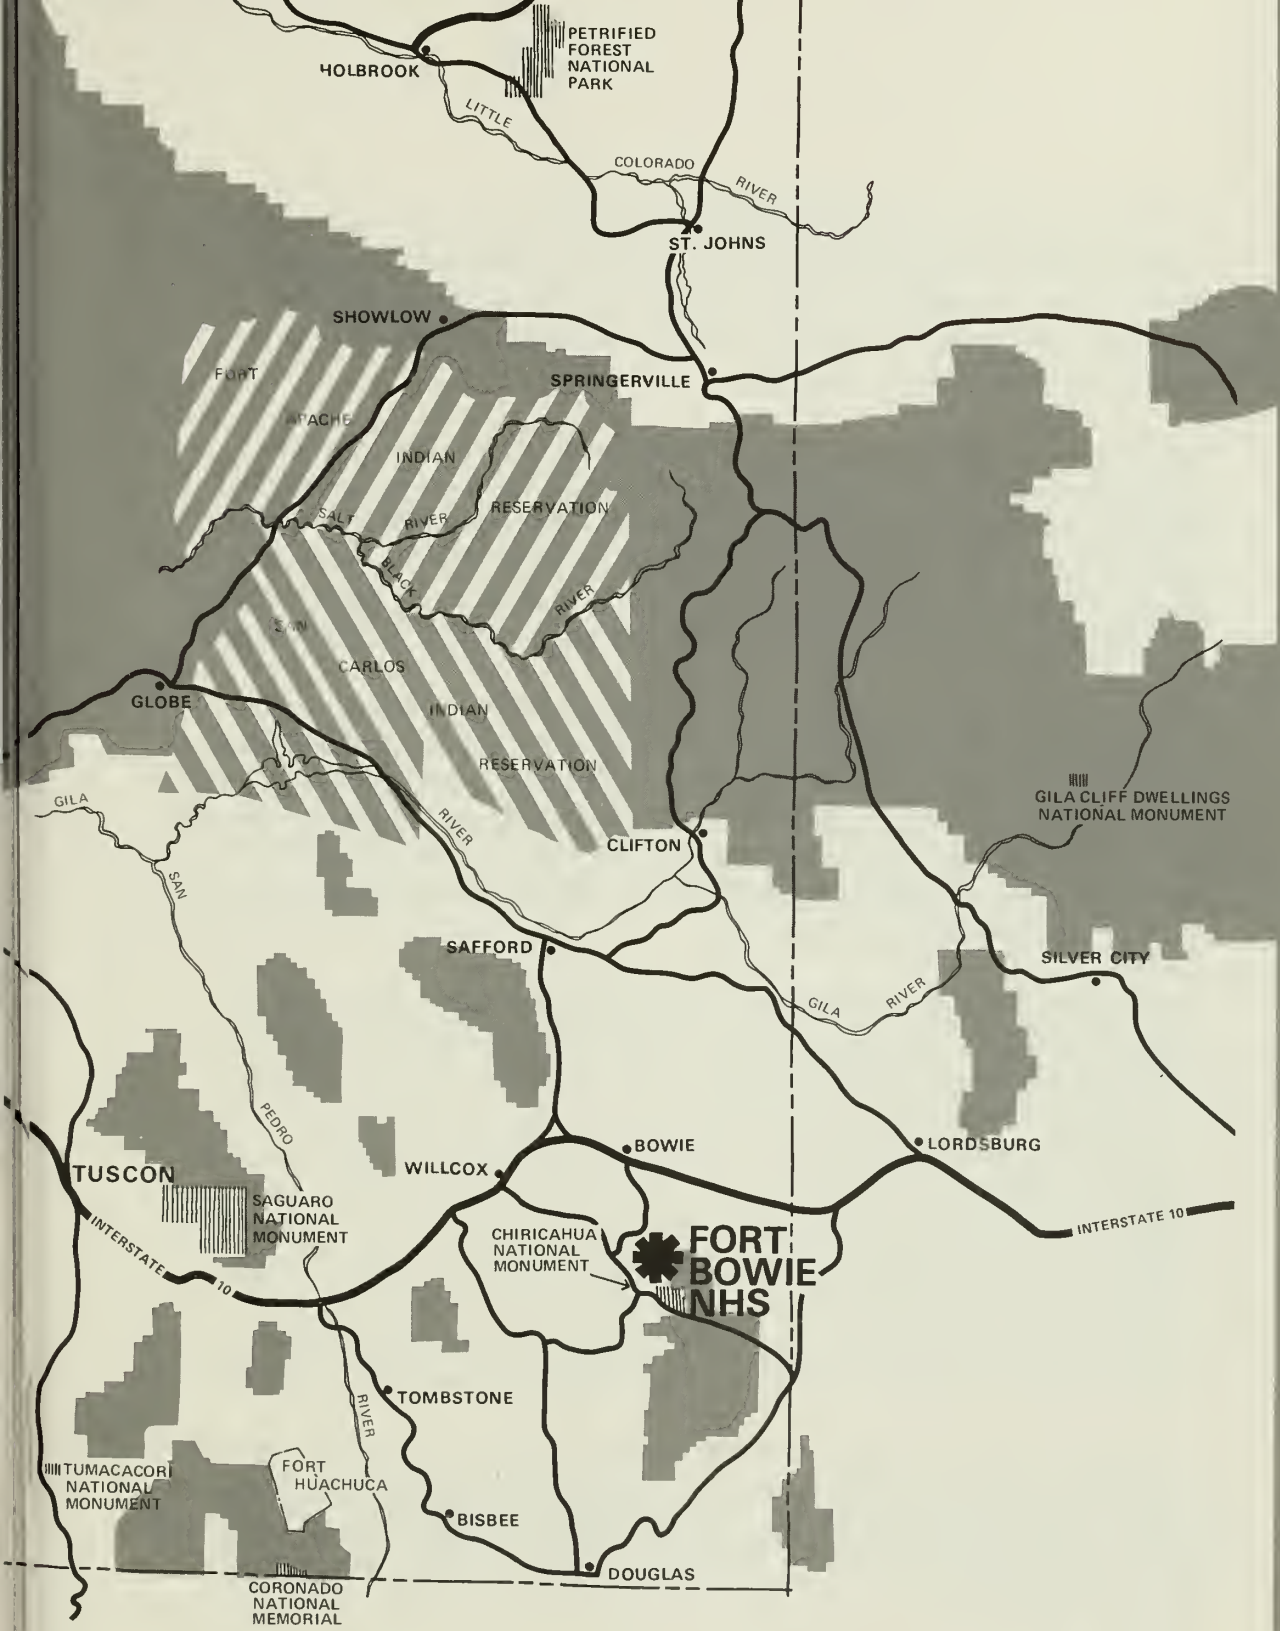 PETRIFIED
FOREST
NATIONAL
PARK
HOLBROOK
LITTLE
COLORADO
RIVER
ST. JOHNS
SHOWLOW
SPRINGERVILLE
FORT
APACHE
INDIAN
RESERVATION
SALT
RIVER
BLACK
RIVER
SAN
CARLOS
INDIAN
RESERVATION
GLOBE
GILA
RIVER
SAN
CLIFTON
GILA CLIFF DWELLINGS
NATIONAL MONUMENT
SAFFORD
SILVER CITY
GILA
RIVER
PEDRO
BOWIE
LORDSBURG
WILLCOX
TUSCON
SAGUARO
NATIONAL
MONUMENT
INTERSTATE
10
INTERSTATE 10
CHIRICAHUA
NATIONAL
MONUMENT
FORT
BOWIE
NHS
TOMBSTONE
RIVER
TUMACACORI
NATIONAL
MONUMENT
FORT
HUACHUCA
BISBEE
DOUGLAS
CORONADO
NATIONAL
MEMORIAL